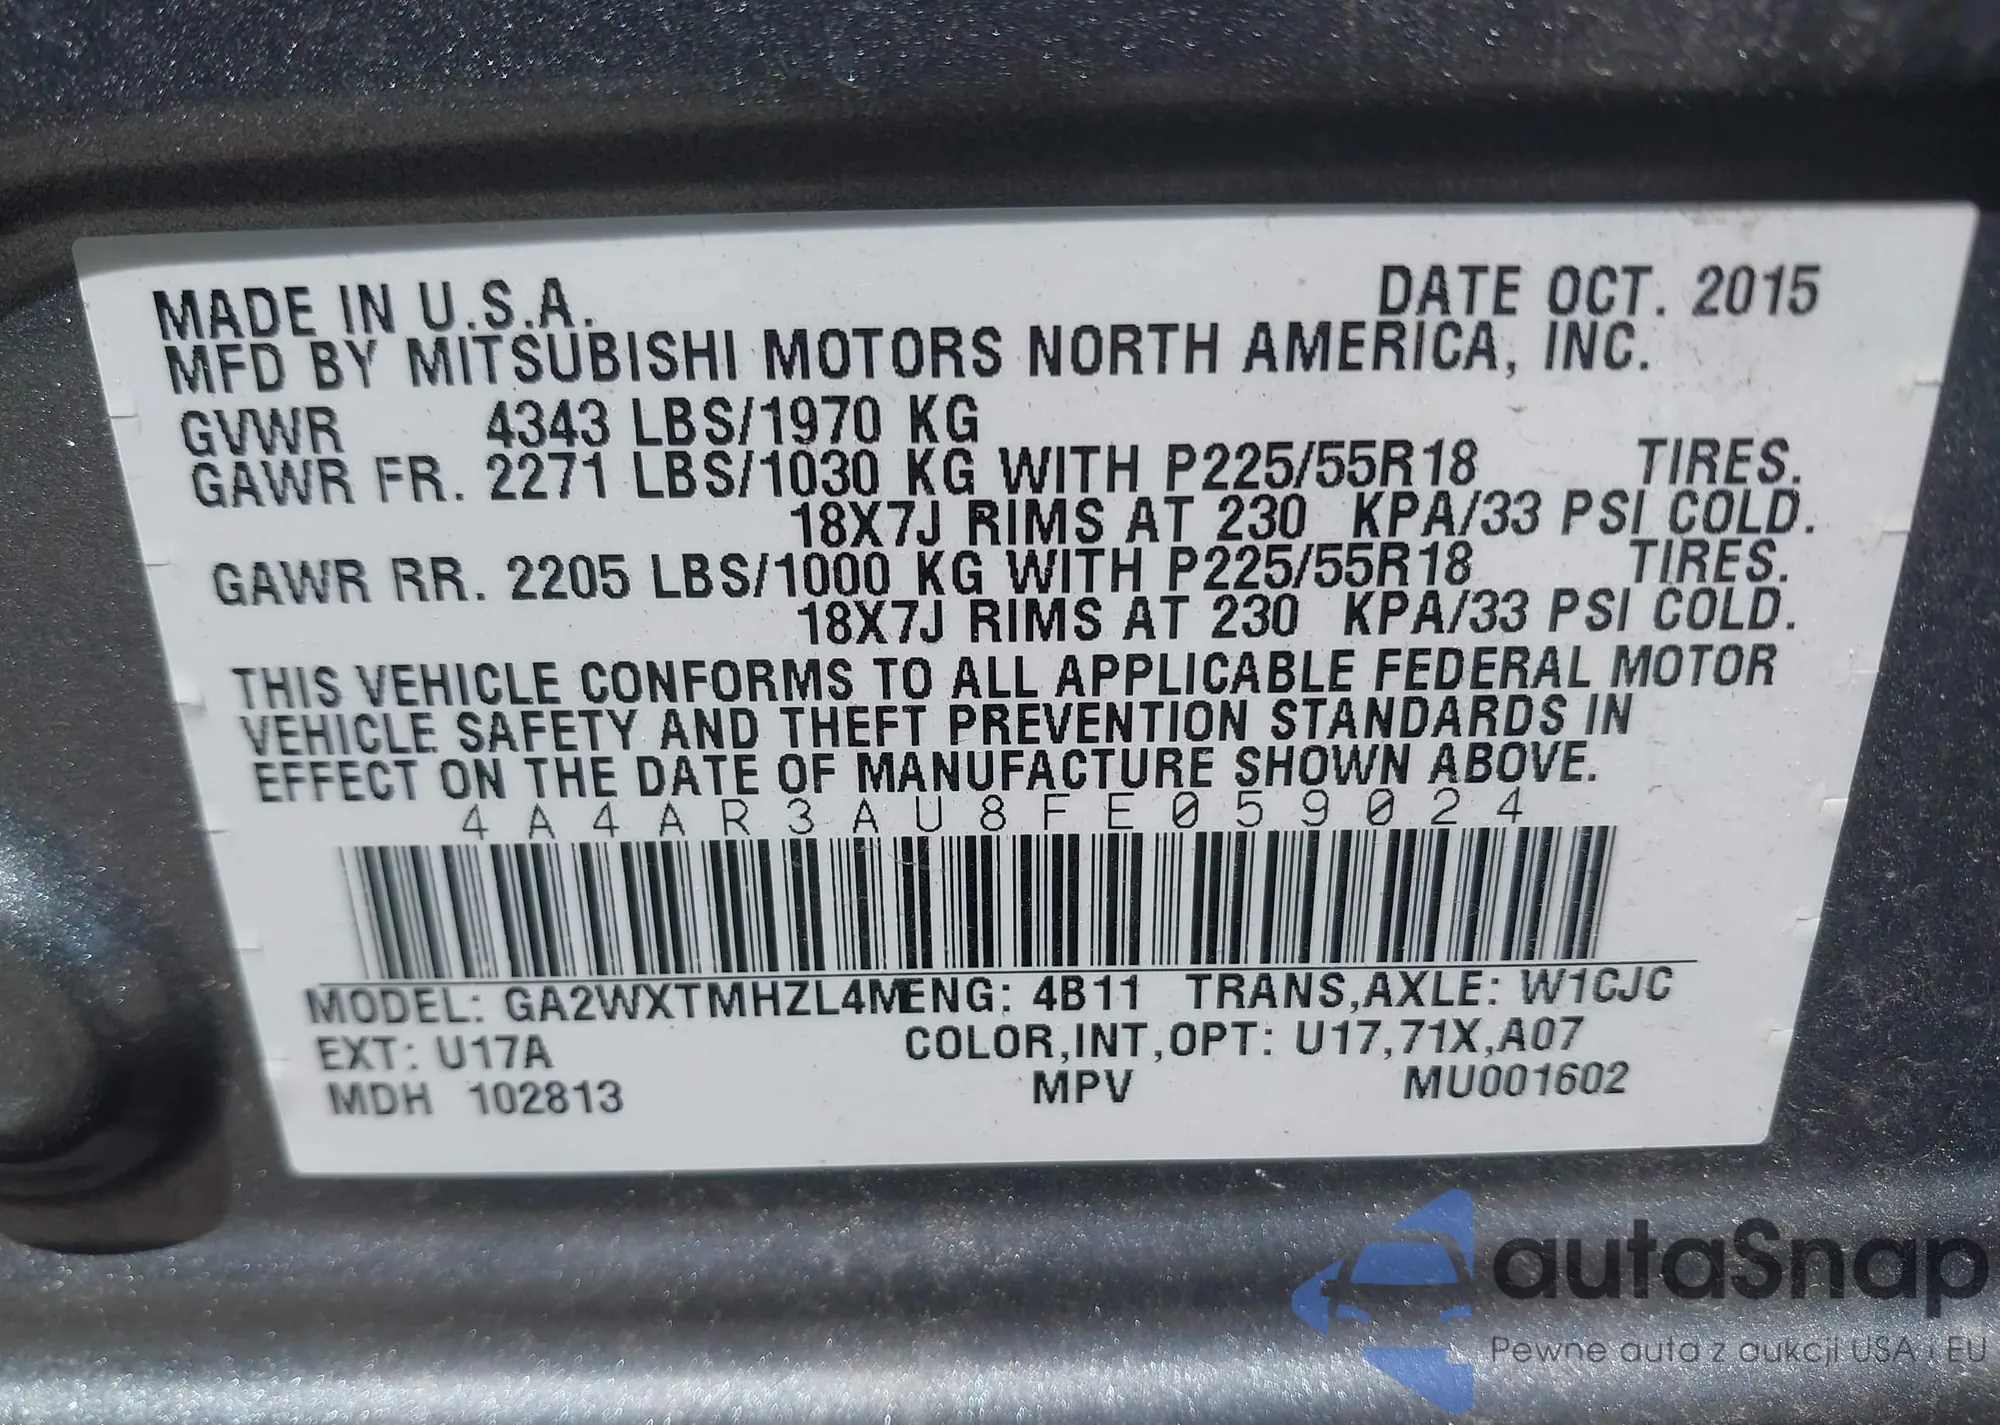 MADE IN U.S.A. DATE OCT. 2015
MFD BY MITSUBISHI MOTORS NORTH AMERICA, INC.
GVWR 4343 LBS/1970 KG
GAWR FR. 2271 LBS/1030 KG WITH P225/55R18 TIRES.
18X7J RIMS AT 230 KPA/33 PSI COLD.
GAWR RR. 2205 LBS/1000 KG WITH P225/55R18 TIRES.
18X7J RIMS AT 230 KPA/33 PSI COLD.
THIS VEHICLE CONFORMS TO ALL APPLICABLE FEDERAL MOTOR
VEHICLE SAFETY AND THEFT PREVENTION STANDARDS IN
EFFECT ON THE DATE OF MANUFACTURE SHOWN ABOVE.
4A4AR3AU8FE059024
MODEL: GA2WXTMHZL4MENG: 4B11 TRANS,AXLE: W1CJC
EXT: U17A COLOR,INT,OPT: U17,71X,A07
MDH 102813 MPV MU001602
autaSnap
Pewne auta z aukcji USA i EU